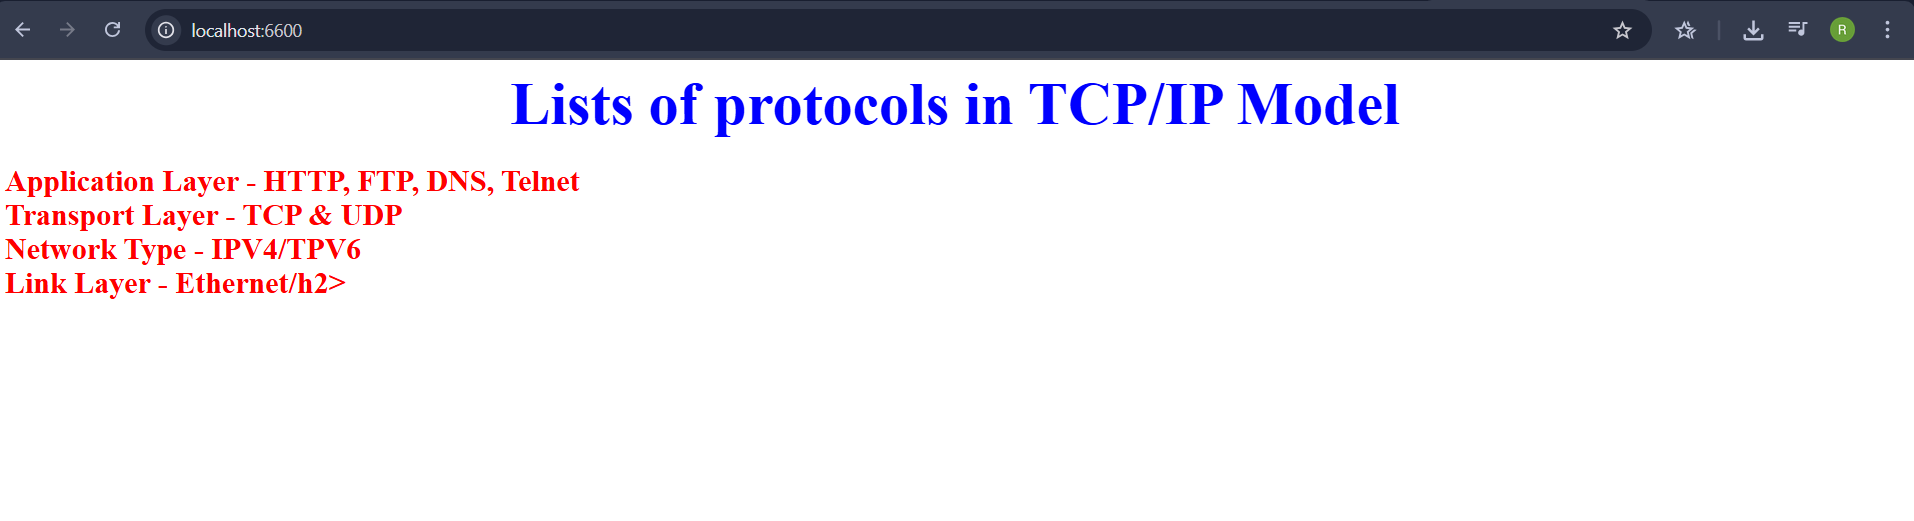 localhost:6600
R
Lists of protocols in TCP/IP Model
Application Layer - HTTP, FTP, DNS, Telnet
Transport Layer - TCP & UDP
Network Type - IPV4/TPV6
Link Layer - Ethernet/h2>